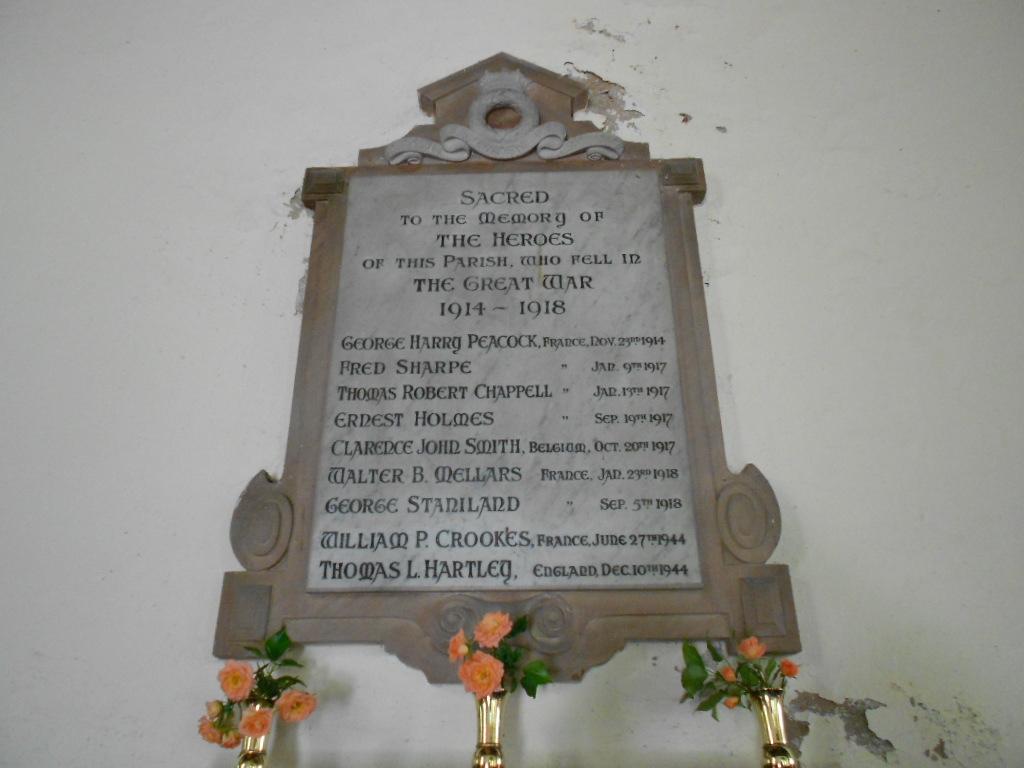 SACRED
TO THE MEMORY OF
THE HEROES
OF THIS PARISH, WHO FELL IN
THE GREAT WAR
1914 ~ 1918
GEORGE HARRY PEACOCK, FRANCE, NOV. 23RD 1914
FRED SHARPE " JAN. 9TH 1917
THOMAS ROBERT CHAPPELL " JAN. 13TH 1917
ERNEST HOLMES " SEP. 19TH 1917
CLARENCE JOHN SMITH, BELGIUM, OCT. 20TH 1917
WALTER B. MELLARS FRANCE, JAN. 23RD 1918
GEORGE STANILAND " SEP. 5TH 1918
WILLIAM P. CROOKES, FRANCE, JUNE 27TH 1944
THOMAS L. HARTLEY, ENGLAND, DEC. 10TH 1944